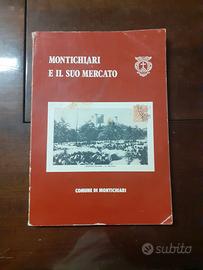 MONTICHIARI
E IL SUO MERCATO
COMUNE DI MONTICHIARI
subito